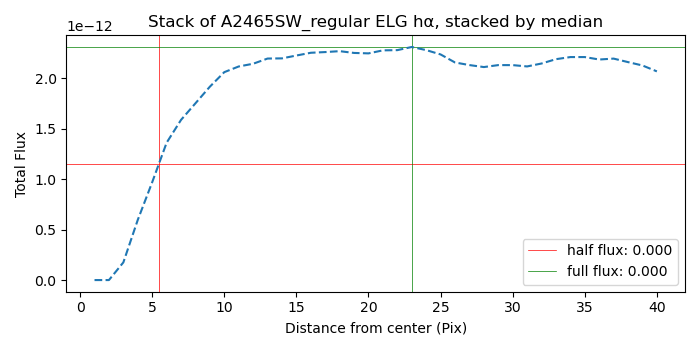 Stack of A2465SW_regular ELG hα, stacked by median
1e−12
2.0
1.5
1.0
0.5
0.0
Total Flux
half flux: 0.000
full flux: 0.000
0 5 10 15 20 25 30 35 40
Distance from center (Pix)